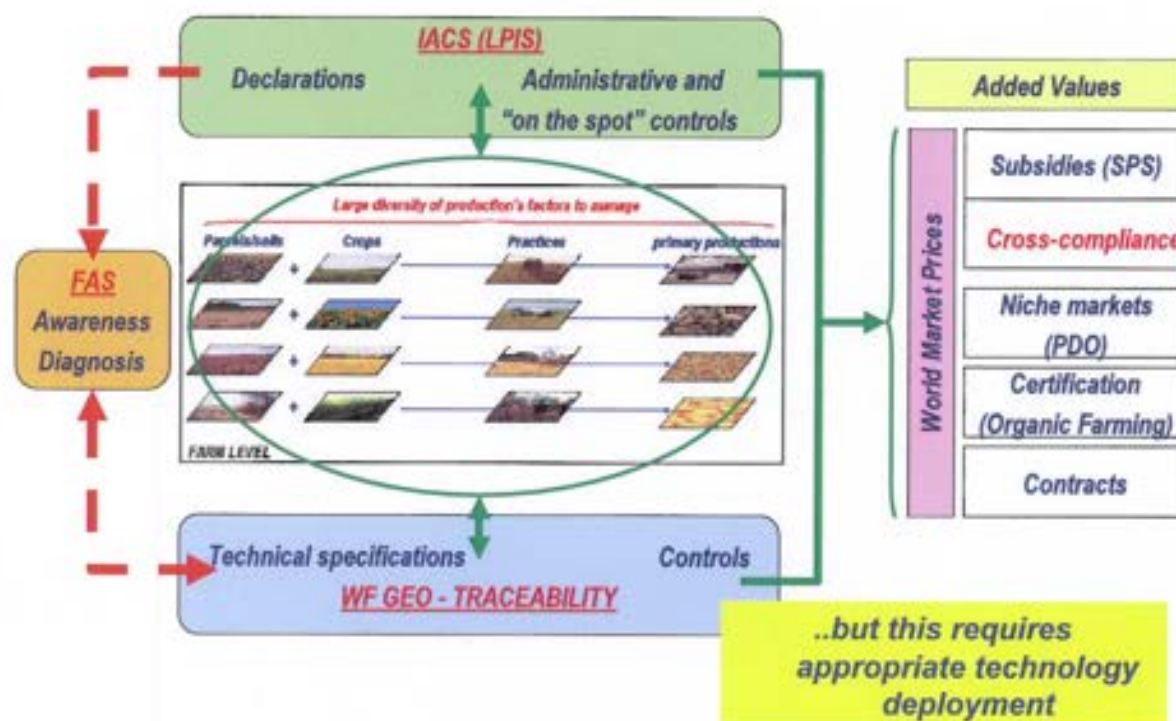 IACS (LPIS)
Declarations
Administrative and
"on the spot" controls
Added Values
World Market Prices
Subsidies (SPS)
Cross-compliance
Niche markets
(PDO)
Certification
(Organic Farming)
Contracts
Large diversity of production's factors to manage
Parcels/soils
Crops
Practices
primary productions
+
+
+
+
FARM LEVEL
FAS
Awareness
Diagnosis
Technical specifications
Controls
WF GEO - TRACEABILITY
..but this requires
appropriate technology
deployment